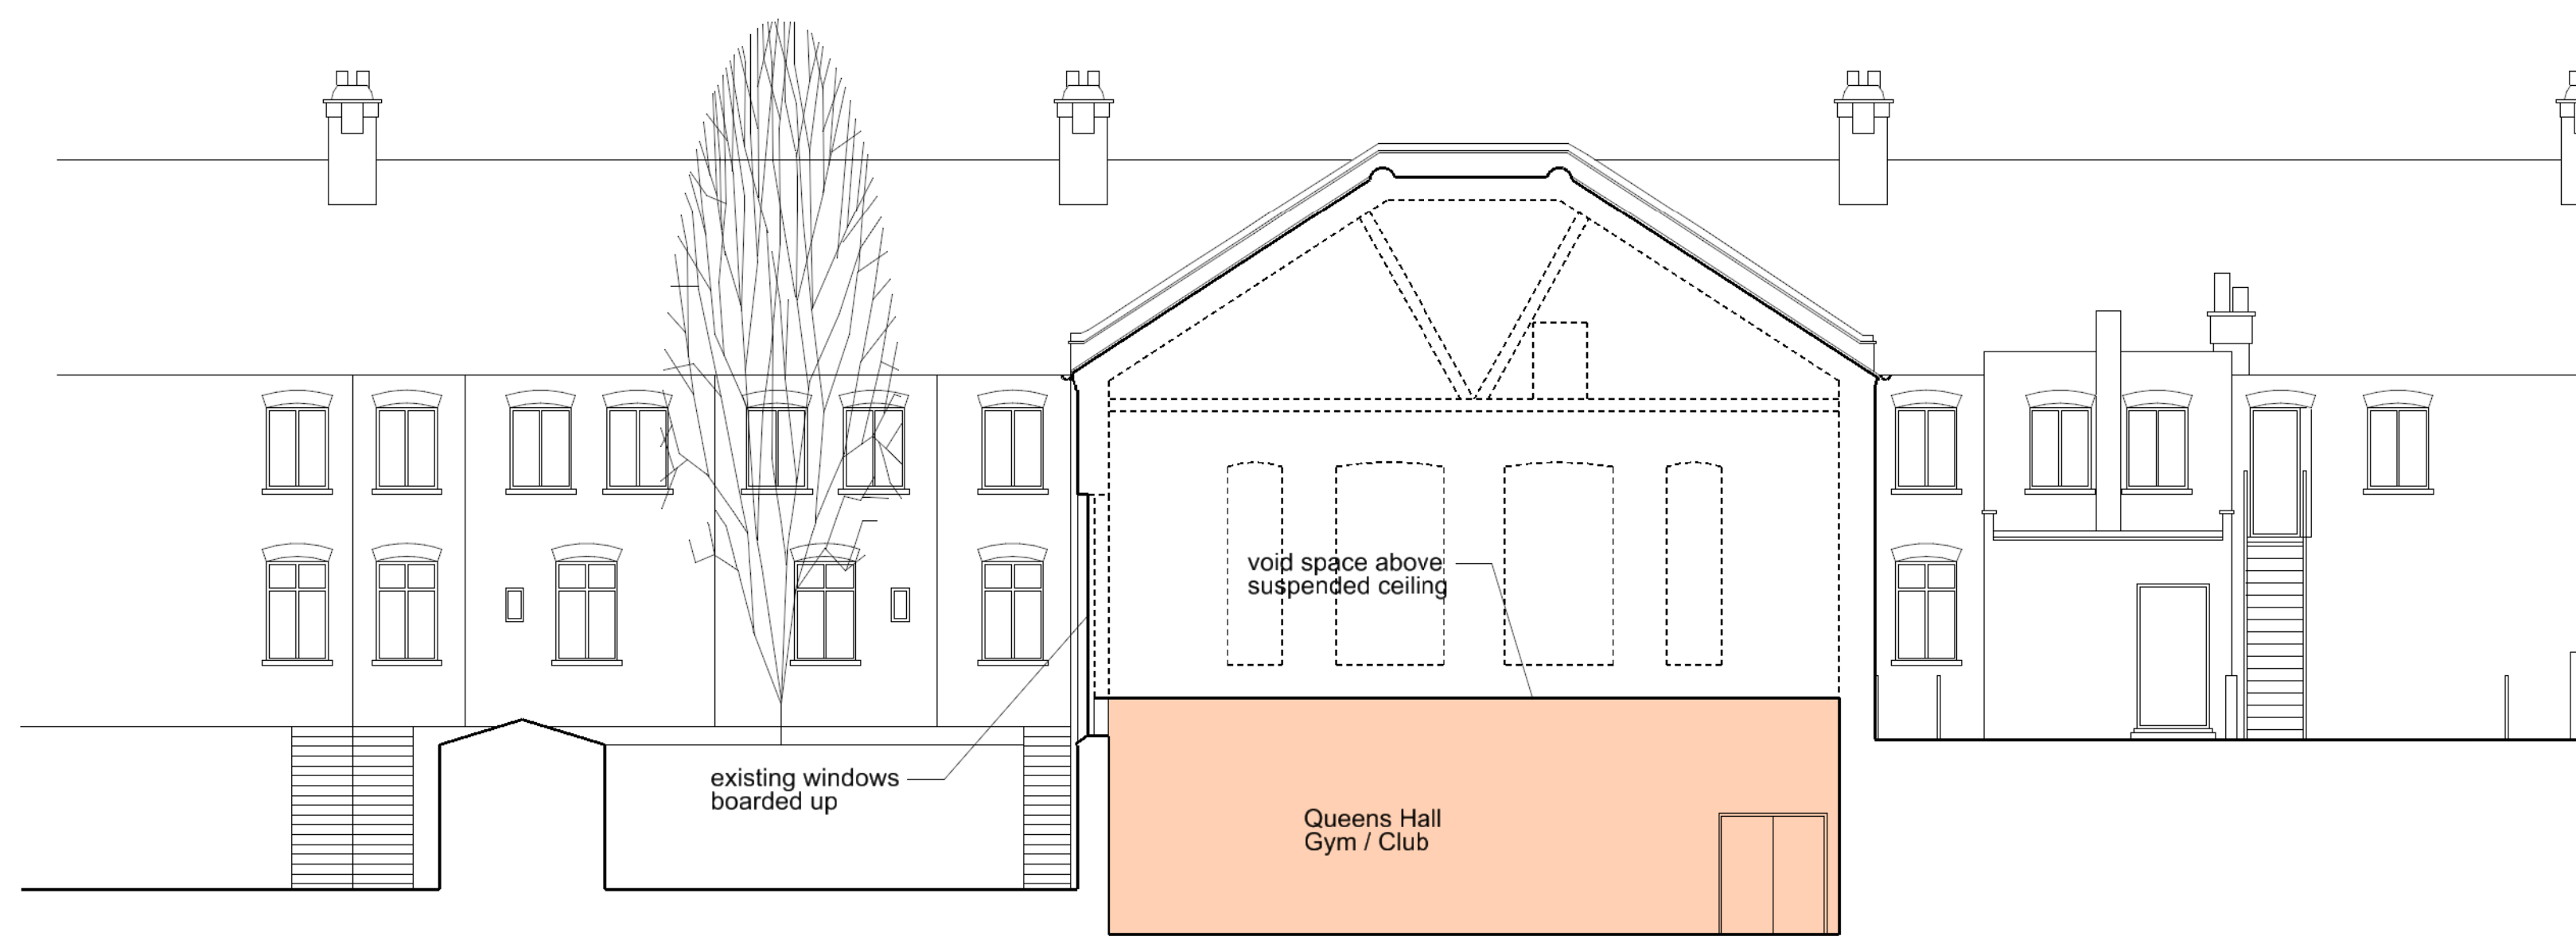 void space above
suspended ceiling
existing windows
boarded up
Queens Hall
Gym / Club